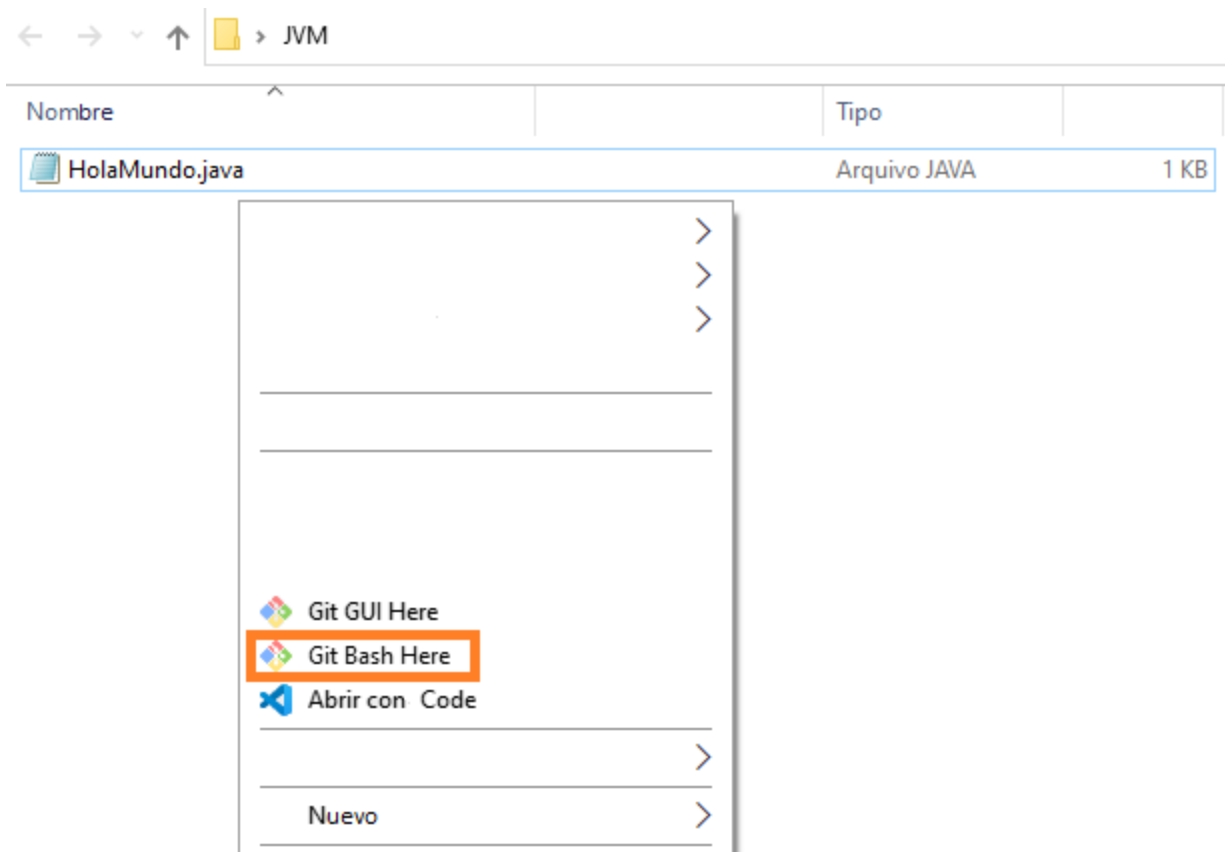 JVM
Nombre Tipo
HolaMundo.java Arquivo JAVA 1 KB
Git GUI Here
Git Bash Here
Abrir con Code
Nuevo